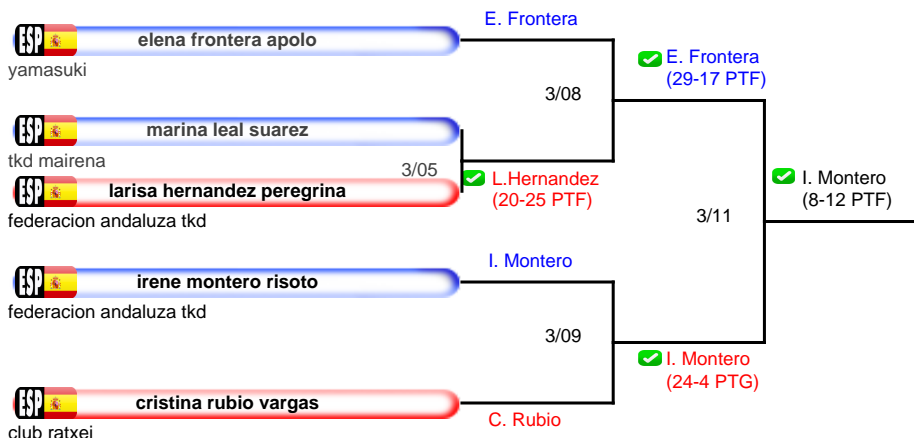 E. Frontera
ESP elena frontera apolo
yamasuki
E. Frontera
(29-17 PTF)
3/08
ESP marina leal suarez
tkd mairena
3/05
L.Hernandez
(20-25 PTF)
ESP larisa hernandez peregrina
federacion andaluza tkd
I. Montero
(8-12 PTF)
3/11
I. Montero
ESP irene montero risoto
federacion andaluza tkd
3/09
I. Montero
(24-4 PTG)
ESP cristina rubio vargas
C. Rubio
club ratxei